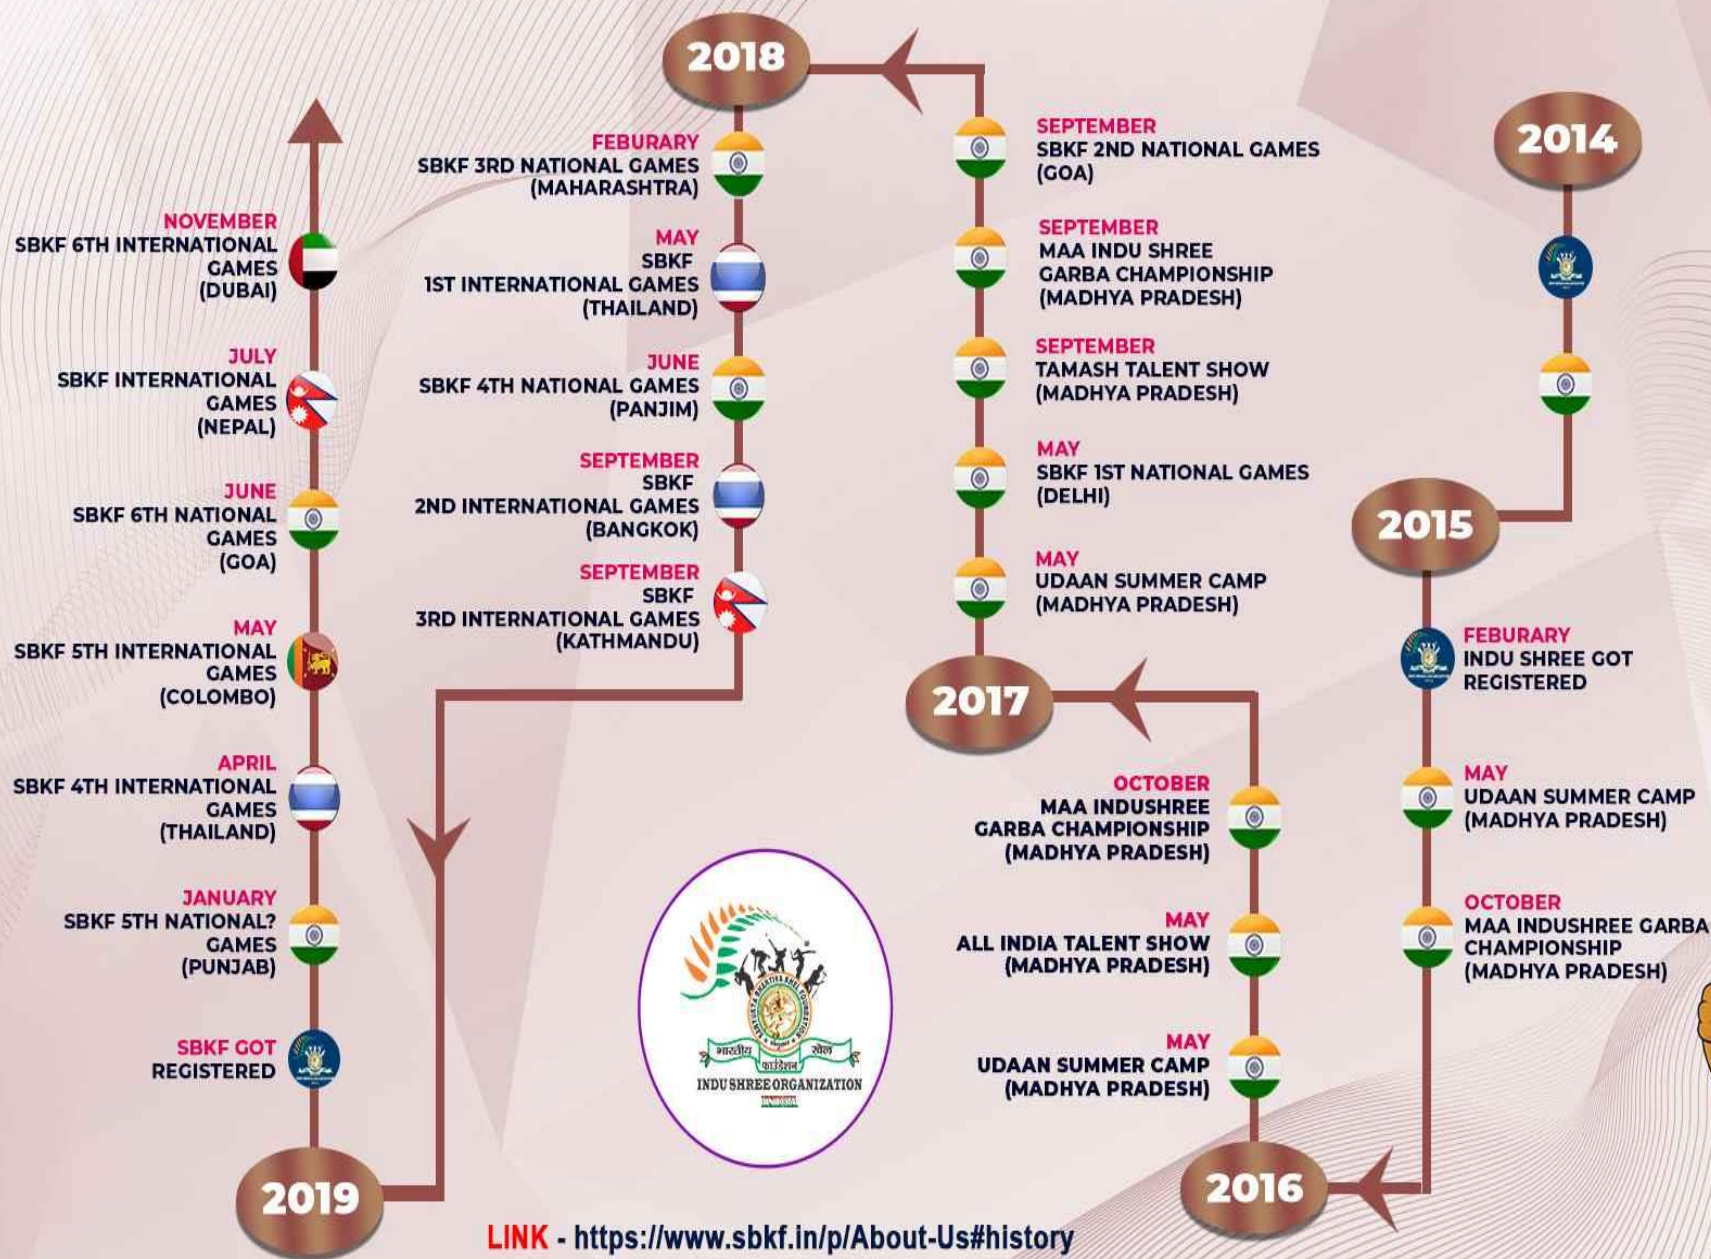 2014
2015
FEBURARY
INDU SHREE GOT
REGISTERED
MAY
UDAAN SUMMER CAMP
(MADHYA PRADESH)
OCTOBER
MAA INDUSHREE GARBA
CHAMPIONSHIP
(MADHYA PRADESH)
2016
MAY
UDAAN SUMMER CAMP
(MADHYA PRADESH)
MAY
ALL INDIA TALENT SHOW
(MADHYA PRADESH)
OCTOBER
MAA INDUSHREE
GARBA CHAMPIONSHIP
(MADHYA PRADESH)
2017
MAY
UDAAN SUMMER CAMP
(MADHYA PRADESH)
MAY
SBKF 1ST NATIONAL GAMES
(DELHI)
SEPTEMBER
TAMASH TALENT SHOW
(MADHYA PRADESH)
SEPTEMBER
MAA INDU SHREE
GARBA CHAMPIONSHIP
(MADHYA PRADESH)
SEPTEMBER
SBKF 2ND NATIONAL GAMES
(GOA)
2018
FEBURARY
SBKF 3RD NATIONAL GAMES
(MAHARASHTRA)
MAY
SBKF
1ST INTERNATIONAL GAMES
(THAILAND)
JUNE
SBKF 4TH NATIONAL GAMES
(PANJIM)
SEPTEMBER
SBKF
2ND INTERNATIONAL GAMES
(BANGKOK)
SEPTEMBER
SBKF
3RD INTERNATIONAL GAMES
(KATHMANDU)
2019
SBKF GOT
REGISTERED
JANUARY
SBKF 5TH NATIONAL?
GAMES
(PUNJAB)
APRIL
SBKF 4TH INTERNATIONAL
GAMES
(THAILAND)
MAY
SBKF 5TH INTERNATIONAL
GAMES
(COLOMBO)
JUNE
SBKF 6TH NATIONAL
GAMES
(GOA)
JULY
SBKF INTERNATIONAL
GAMES
(NEPAL)
NOVEMBER
SBKF 6TH INTERNATIONAL
GAMES
(DUBAI)
भारतीय खेल
फाउंडेशन
INDU SHREE ORGANIZATION
LINK - https://www.sbkf.in/p/About-Us#history